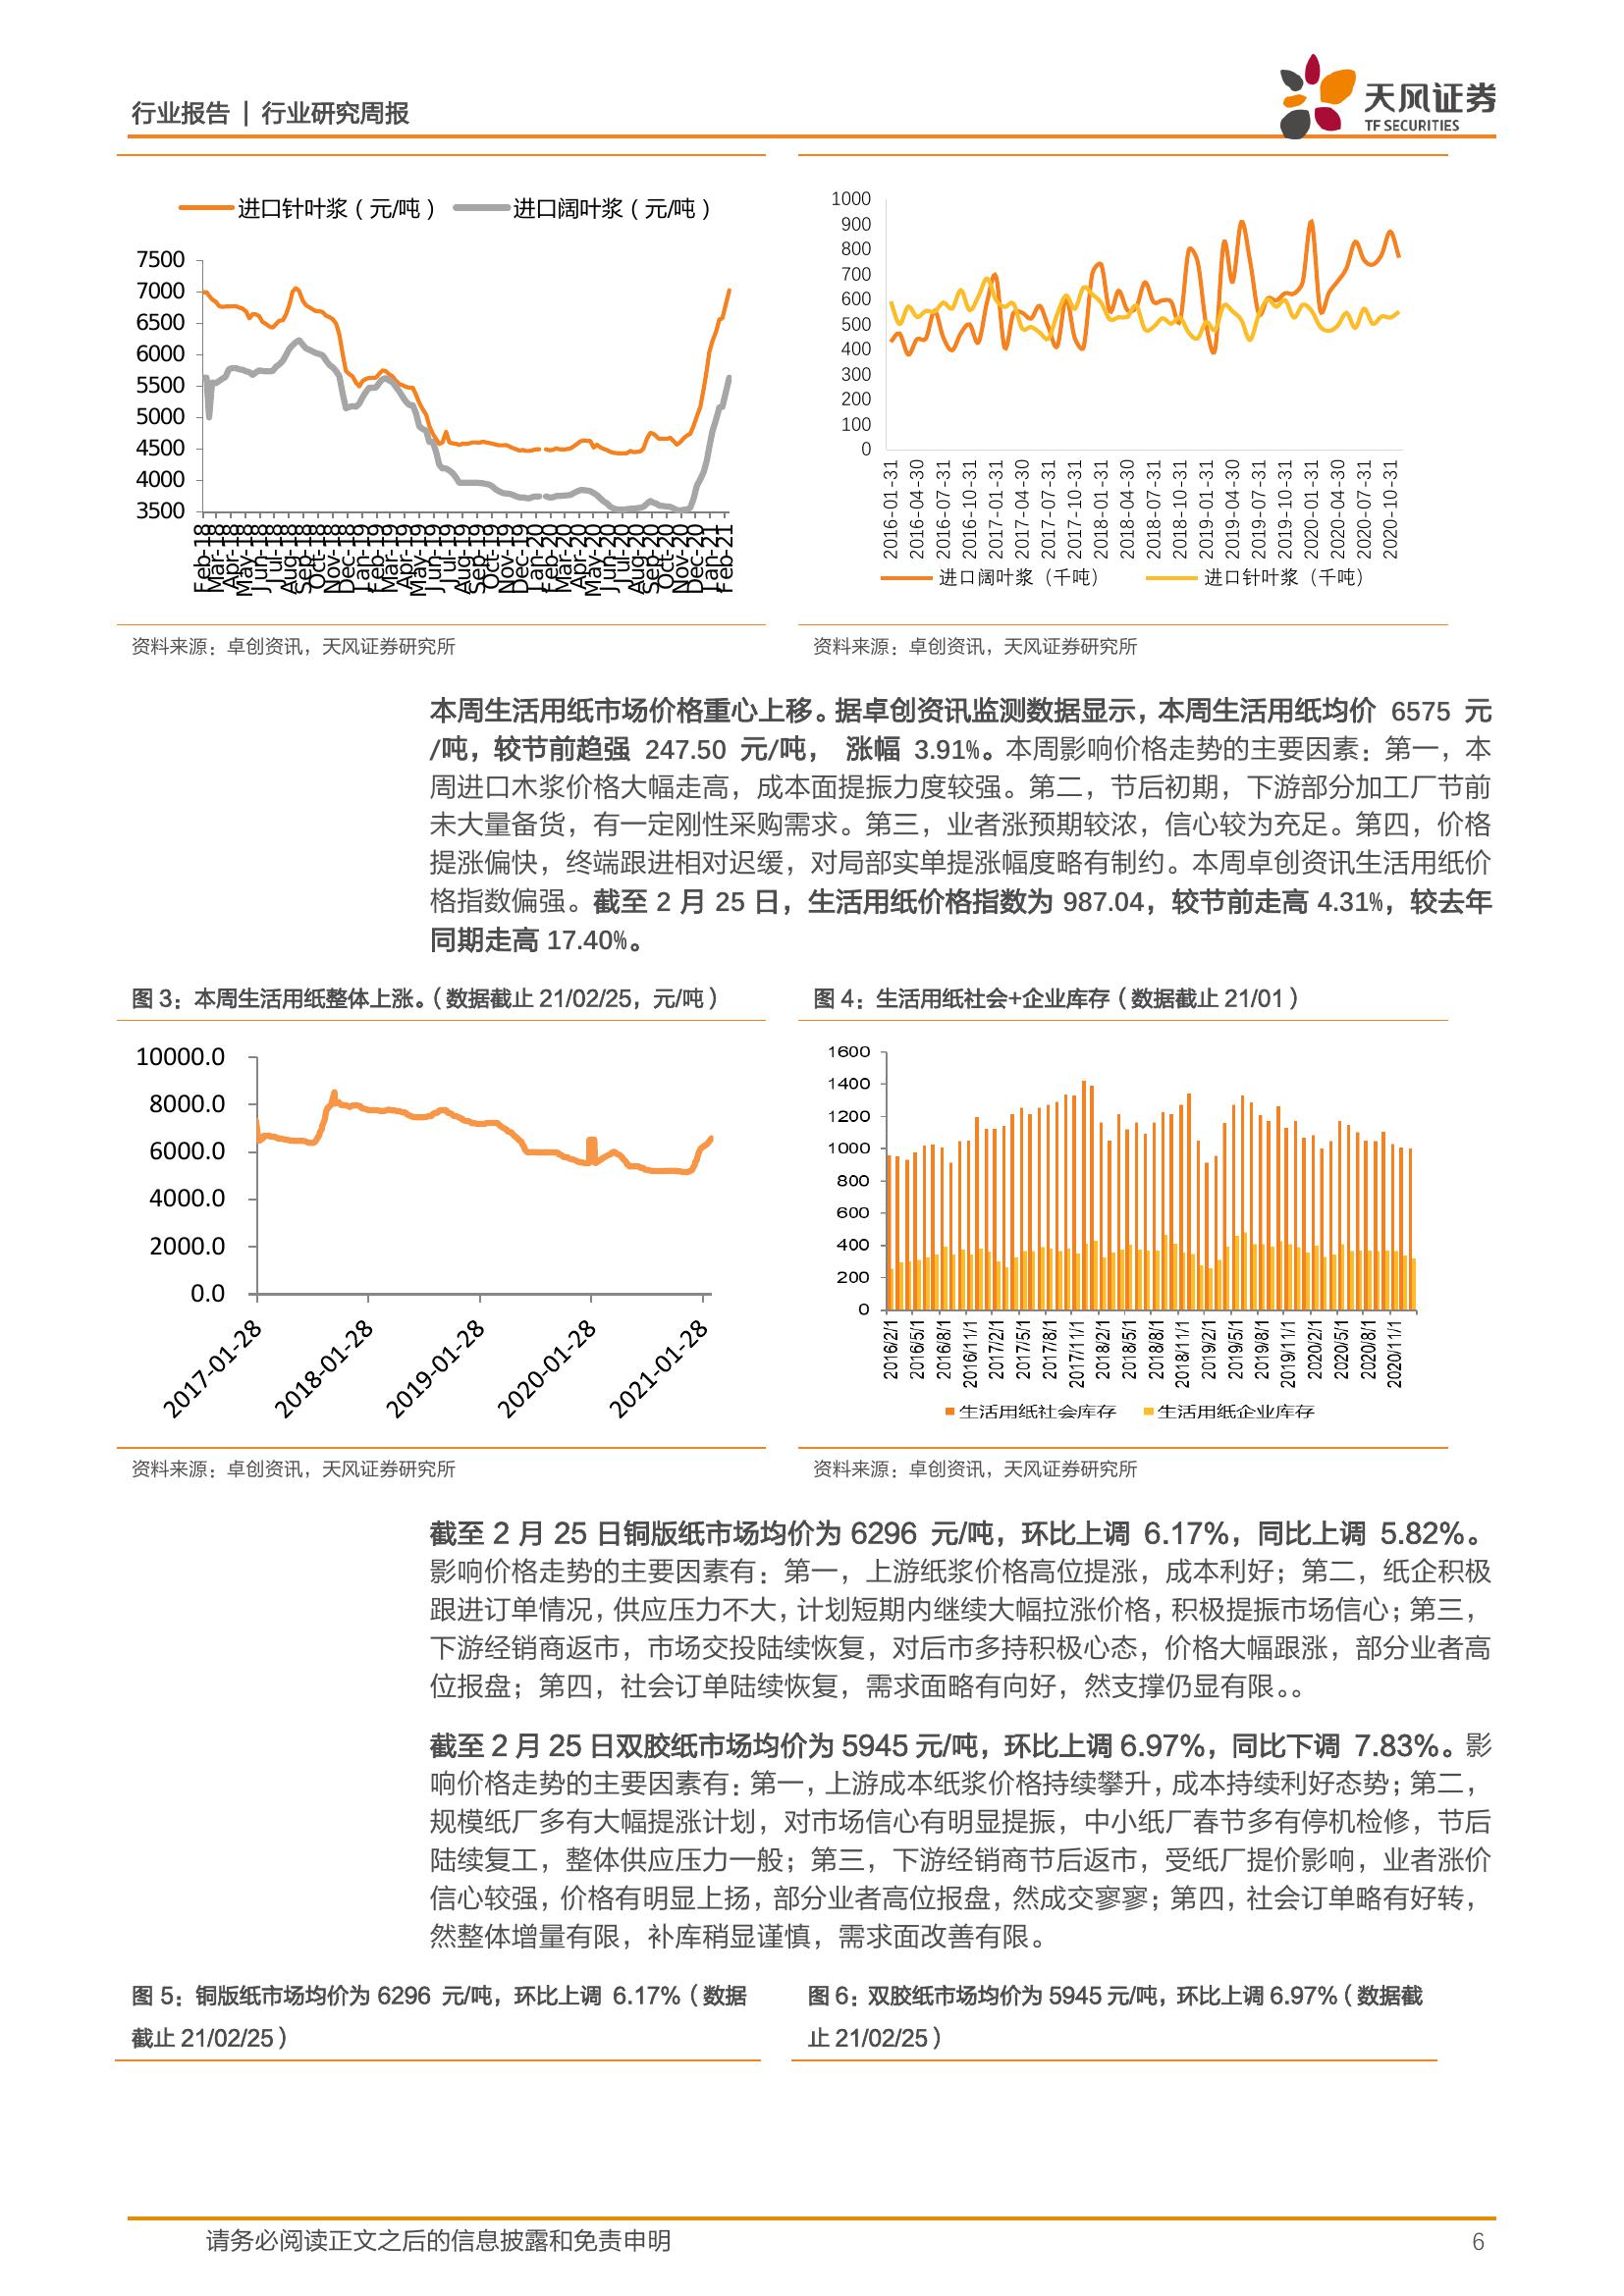 行业报告 | 行业研究周报
天风证券
TF SECURITIES
进口针叶浆（元/吨） 进口阔叶浆（元/吨）
7500
7000
6500
6000
5500
5000
4500
4000
3500
Feb-18 Mar-18 Apr-18 May-18 Jun-18 Jul-18 Aug-18 Sep-18 Oct-18 Nov-18 Dec-18 Jan-19 Feb-19 Mar-19 Apr-19 May-19 Jun-19 Jul-19 Aug-19 Sep-19 Oct-19 Nov-19 Dec-19 Jan-20 Feb-20 Mar-20 Apr-20 May-20 Jun-20 Jul-20 Aug-20 Sep-20 Oct-20 Nov-20 Dec-20 Jan-21 Feb-21
1000
900
800
700
600
500
400
300
200
100
0
2016-01-31 2016-04-30 2016-07-31 2016-10-31 2017-01-31 2017-04-30 2017-07-31 2017-10-31 2018-01-31 2018-04-30 2018-07-31 2018-10-31 2019-01-31 2019-04-30 2019-07-31 2019-10-31 2020-01-31 2020-04-30 2020-07-31 2020-10-31
进口阔叶浆（千吨） 进口针叶浆（千吨）
资料来源：卓创资讯，天风证券研究所
资料来源：卓创资讯，天风证券研究所
本周生活用纸市场价格重心上移。据卓创资讯监测数据显示，本周生活用纸均价 6575 元
/吨，较节前趋强 247.50 元/吨， 涨幅 3.91%。本周影响价格走势的主要因素：第一，本
周进口木浆价格大幅走高，成本面提振力度较强。第二，节后初期，下游部分加工厂节前
未大量备货，有一定刚性采购需求。第三，业者涨预期较浓，信心较为充足。第四，价格
提涨偏快，终端跟进相对迟缓，对局部实单提涨幅度略有制约。本周卓创资讯生活用纸价
格指数偏强。截至 2 月 25 日，生活用纸价格指数为 987.04，较节前走高 4.31%，较去年
同期走高 17.40%。
图 3：本周生活用纸整体上涨。（数据截止 21/02/25，元/吨）
图 4：生活用纸社会+企业库存（数据截止 21/01）
10000.0
8000.0
6000.0
4000.0
2000.0
0.0
2017-01-28 2018-01-28 2019-01-28 2020-01-28 2021-01-28
1600
1400
1200
1000
800
600
400
200
0
2016/2/1 2016/5/1 2016/8/1 2016/11/1 2017/2/1 2017/5/1 2017/8/1 2017/11/1 2018/2/1 2018/5/1 2018/8/1 2018/11/1 2019/2/1 2019/5/1 2019/8/1 2019/11/1 2020/2/1 2020/5/1 2020/8/1 2020/11/1
生活用纸社会库存 生活用纸企业库存
资料来源：卓创资讯，天风证券研究所
资料来源：卓创资讯，天风证券研究所
截至 2 月 25 日铜版纸市场均价为 6296 元/吨，环比上调 6.17%，同比上调 5.82%。
影响价格走势的主要因素有：第一，上游纸浆价格高位提涨，成本利好；第二，纸企积极
跟进订单情况，供应压力不大，计划短期内继续大幅拉涨价格，积极提振市场信心；第三，
下游经销商返市，市场交投陆续恢复，对后市多持积极心态，价格大幅跟涨，部分业者高
位报盘；第四，社会订单陆续恢复，需求面略有向好，然支撑仍显有限。。
截至 2 月 25 日双胶纸市场均价为 5945 元/吨，环比上调 6.97%，同比下调 7.83%。影
响价格走势的主要因素有：第一，上游成本纸浆价格持续攀升，成本持续利好态势；第二，
规模纸厂多有大幅提涨计划，对市场信心有明显提振，中小纸厂春节多有停机检修，节后
陆续复工，整体供应压力一般；第三，下游经销商节后返市，受纸厂提价影响，业者涨价
信心较强，价格有明显上扬，部分业者高位报盘，然成交寥寥；第四，社会订单略有好转，
然整体增量有限，补库稍显谨慎，需求面改善有限。
图 5：铜版纸市场均价为 6296 元/吨，环比上调 6.17%（数据
截止 21/02/25）
图 6：双胶纸市场均价为 5945 元/吨，环比上调 6.97%（数据截
止 21/02/25）
请务必阅读正文之后的信息披露和免责申明
6